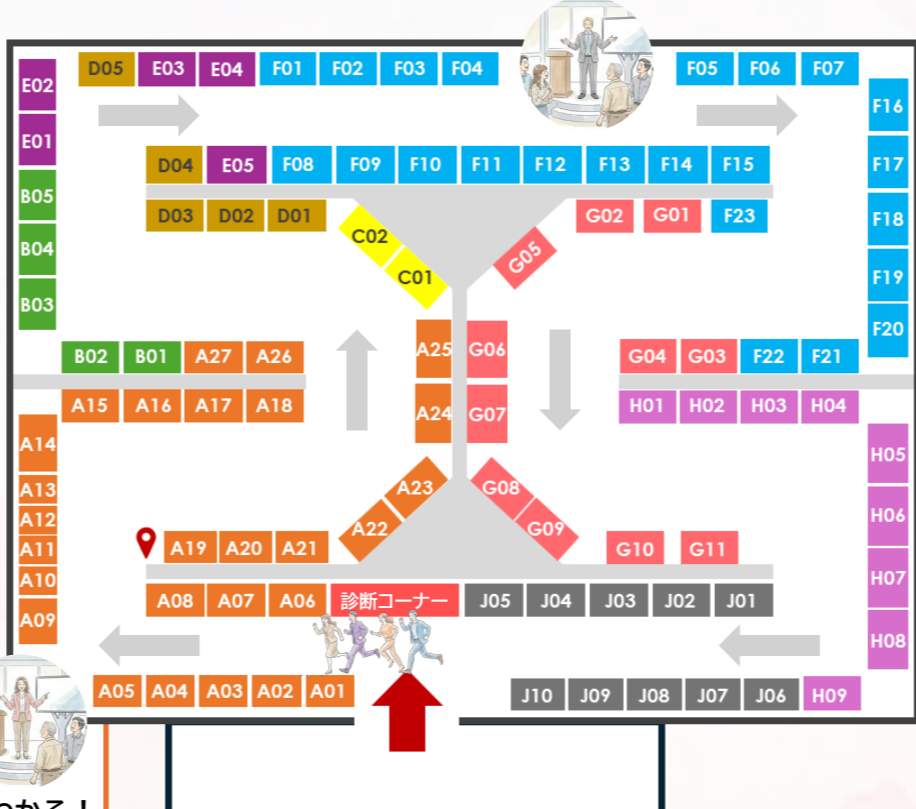 D05 E03 E04 F01 F02 F03 F04 F05 F06 F07
E02
E01
B05
B04
B03
F16
F17
F18
F19
F20
D04 E05 F08 F09 F10 F11 F12 F13 F14 F15
D03 D02 D01 G02 G01 F23
C02
C01
G05
A25 G06
A24 G07
B02 B01 A27 A26
A15 A16 A17 A18
G04 G03 F22 F21
H01 H02 H03 H04
A14
A13
A12
A11
A10
A09
H05
H06
H07
H08
A23
A22
G08
G09
A19 A20 A21
G10 G11
A08 A07 A06 診断コーナー J05 J04 J03 J02 J01
A05 A04 A03 A02 A01
J10 J09 J08 J07 J06 H09
かる！